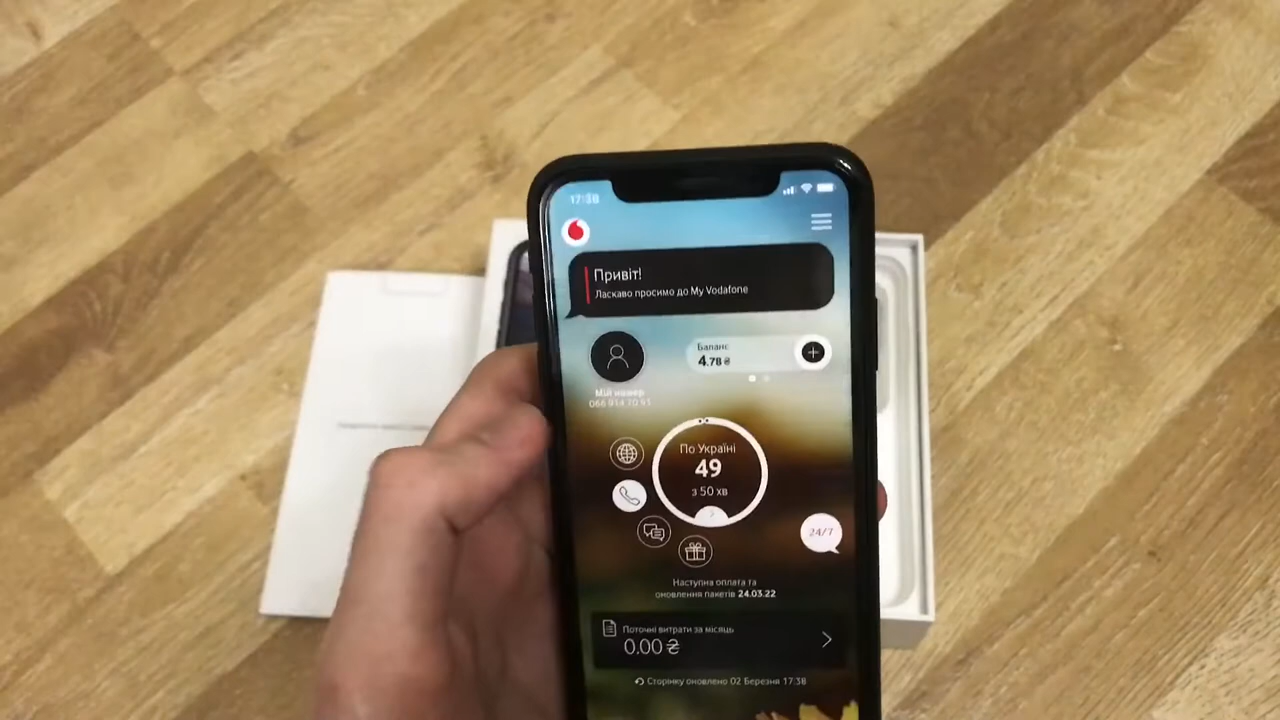 17:38
Привіт!
Ласкаво просимо до My Vodafone
Баланс
4.78 ₴
Мій номер
По Україні
49
з 50 хв
24/7
Наступна оплата та
оновлення пакетів 24.03.22
Поточні витрати за місяць
0,00 ₴
Сторінку оновлено 02 Березня 17:38